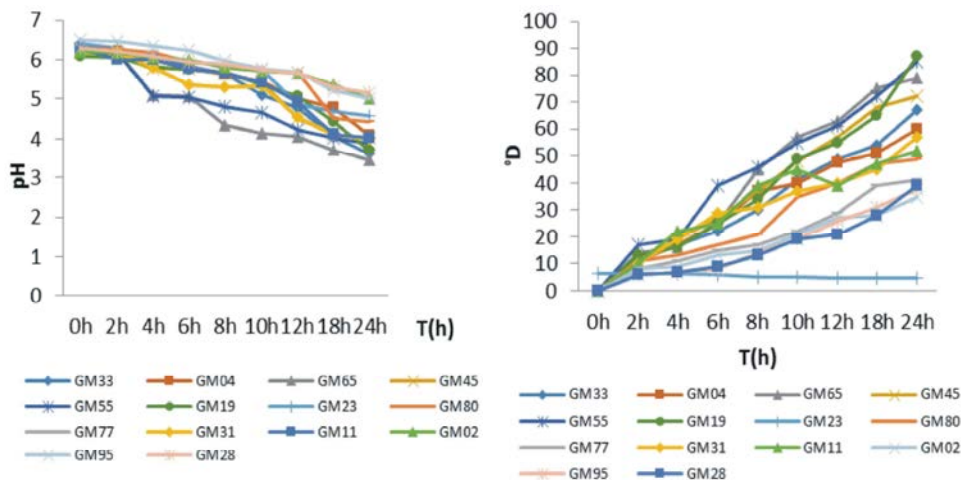 7
6
5
4
3
2
1
0
pH
0h 2h 4h 6h 8h 10h 12h 18h 24h
T(h)
GM33 GM04 GM65 GM45
GM55 GM19 GM23 GM80
GM77 GM31 GM11 GM02
GM95 GM28
100
90
80
70
60
50
40
30
20
10
0
°D
0h 2h 4h 6h 8h 10h 12h 18h 24h
T(h)
GM33 GM04 GM65 GM45
GM55 GM19 GM23 GM80
GM77 GM31 GM11 GM02
GM95 GM28